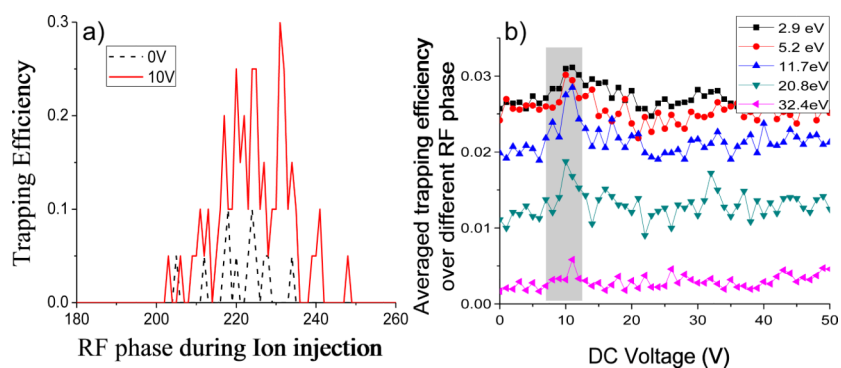 a)
0V
10V
Trapping Efficiency
0.3
0.2
0.1
0.0
180
200
220
240
260
RF phase during Ion injection
b)
2.9 eV
5.2 eV
11.7eV
20.8eV
32.4eV
Averaged trapping efficiency
over different RF phase
0.03
0.02
0.01
0.00
0
10
20
30
40
50
DC Voltage (V)